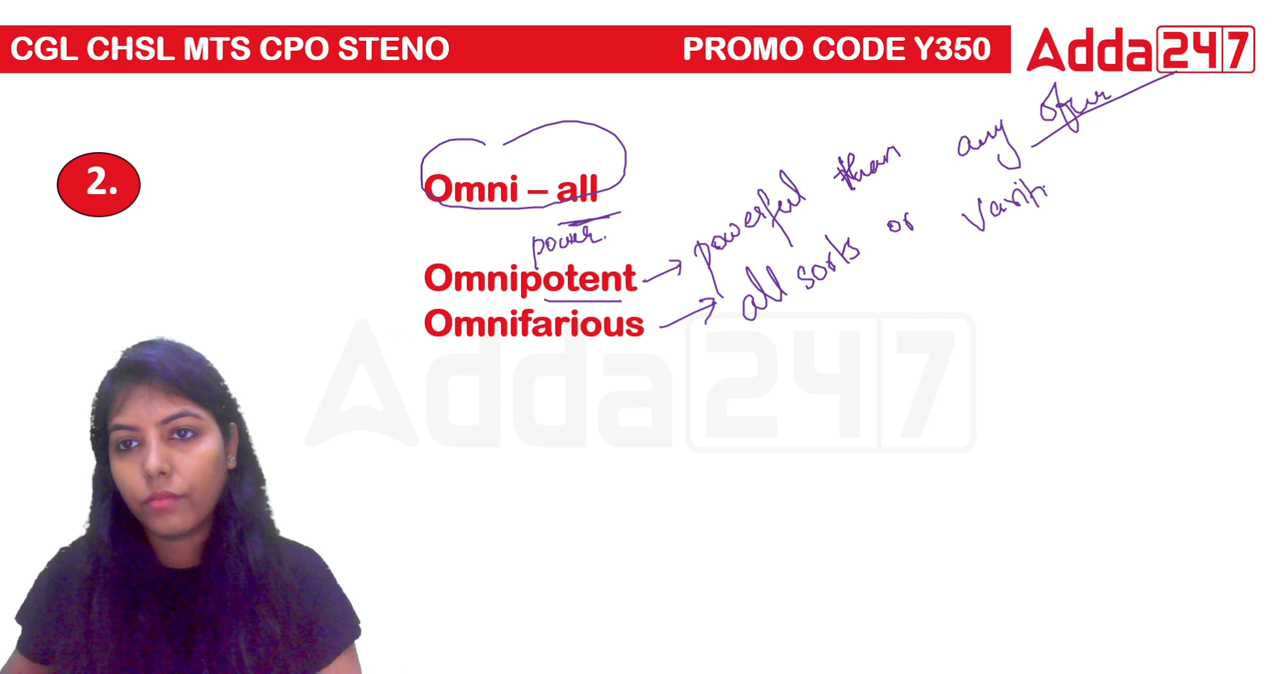 CGL CHSL MTS CPO STENO PROMO CODE Y350 Adda247
2.
Omni – all
power.
Omnipotent → powerful than any other
Omnifarious → all sorts or
Adda247